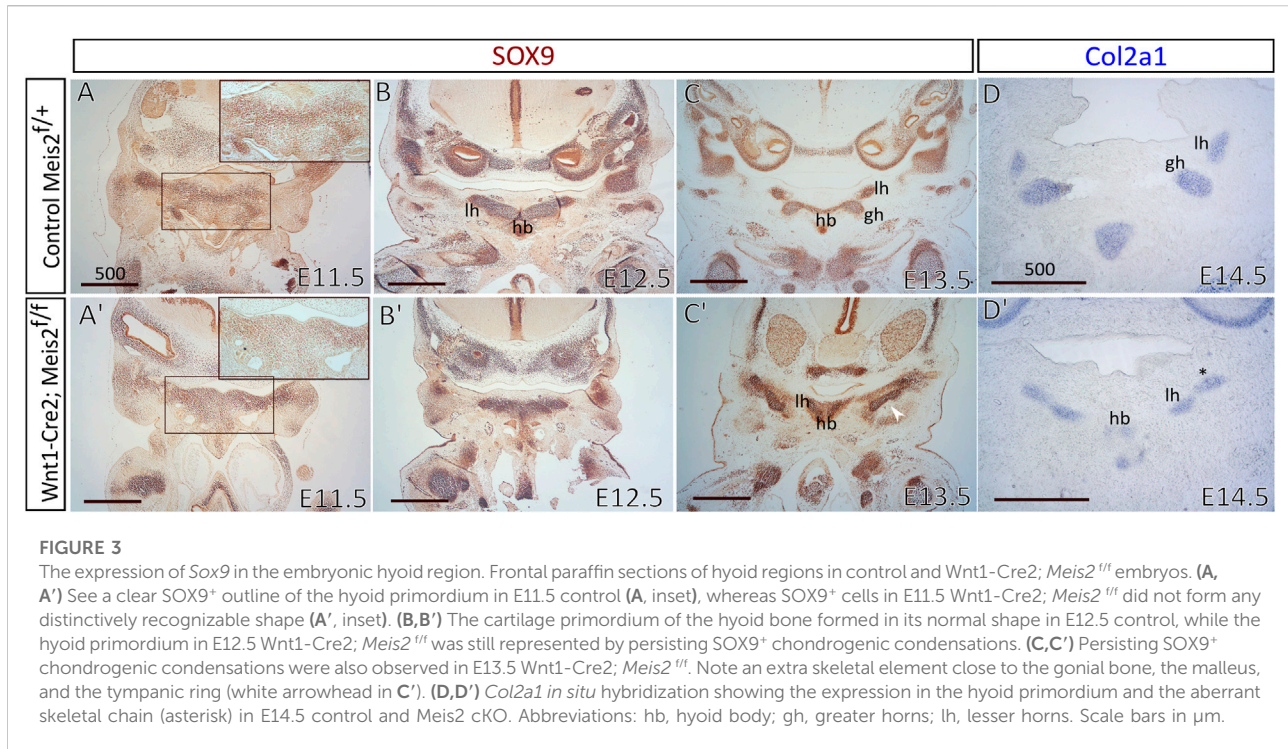 SOX9
Col2a1
Control Meis2f/+
A
500
E11.5
B
lh
hb
E12.5
C
lh
gh
hb
E13.5
D
lh
gh
500
E14.5
Wnt1-Cre2; Meis2f/f
A'
E11.5
B'
E12.5
C'
lh
hb
E13.5
D'
*
lh
hb
E14.5
FIGURE 3
The expression of Sox9 in the embryonic hyoid region. Frontal paraffin sections of hyoid regions in control and Wnt1-Cre2; Meis2 f/f embryos. (A,
A') See a clear SOX9+ outline of the hyoid primordium in E11.5 control (A, inset), whereas SOX9+ cells in E11.5 Wnt1-Cre2; Meis2 f/f did not form any
distinctively recognizable shape (A', inset). (B,B') The cartilage primordium of the hyoid bone formed in its normal shape in E12.5 control, while the
hyoid primordium in E12.5 Wnt1-Cre2; Meis2 f/f was still represented by persisting SOX9+ chondrogenic condensations. (C,C') Persisting SOX9+
chondrogenic condensations were also observed in E13.5 Wnt1-Cre2; Meis2 f/f. Note an extra skeletal element close to the gonial bone, the malleus,
and the tympanic ring (white arrowhead in C'). (D,D') Col2a1 in situ hybridization showing the expression in the hyoid primordium and the aberrant
skeletal chain (asterisk) in E14.5 control and Meis2 cKO. Abbreviations: hb, hyoid body; gh, greater horns; lh, lesser horns. Scale bars in µm.